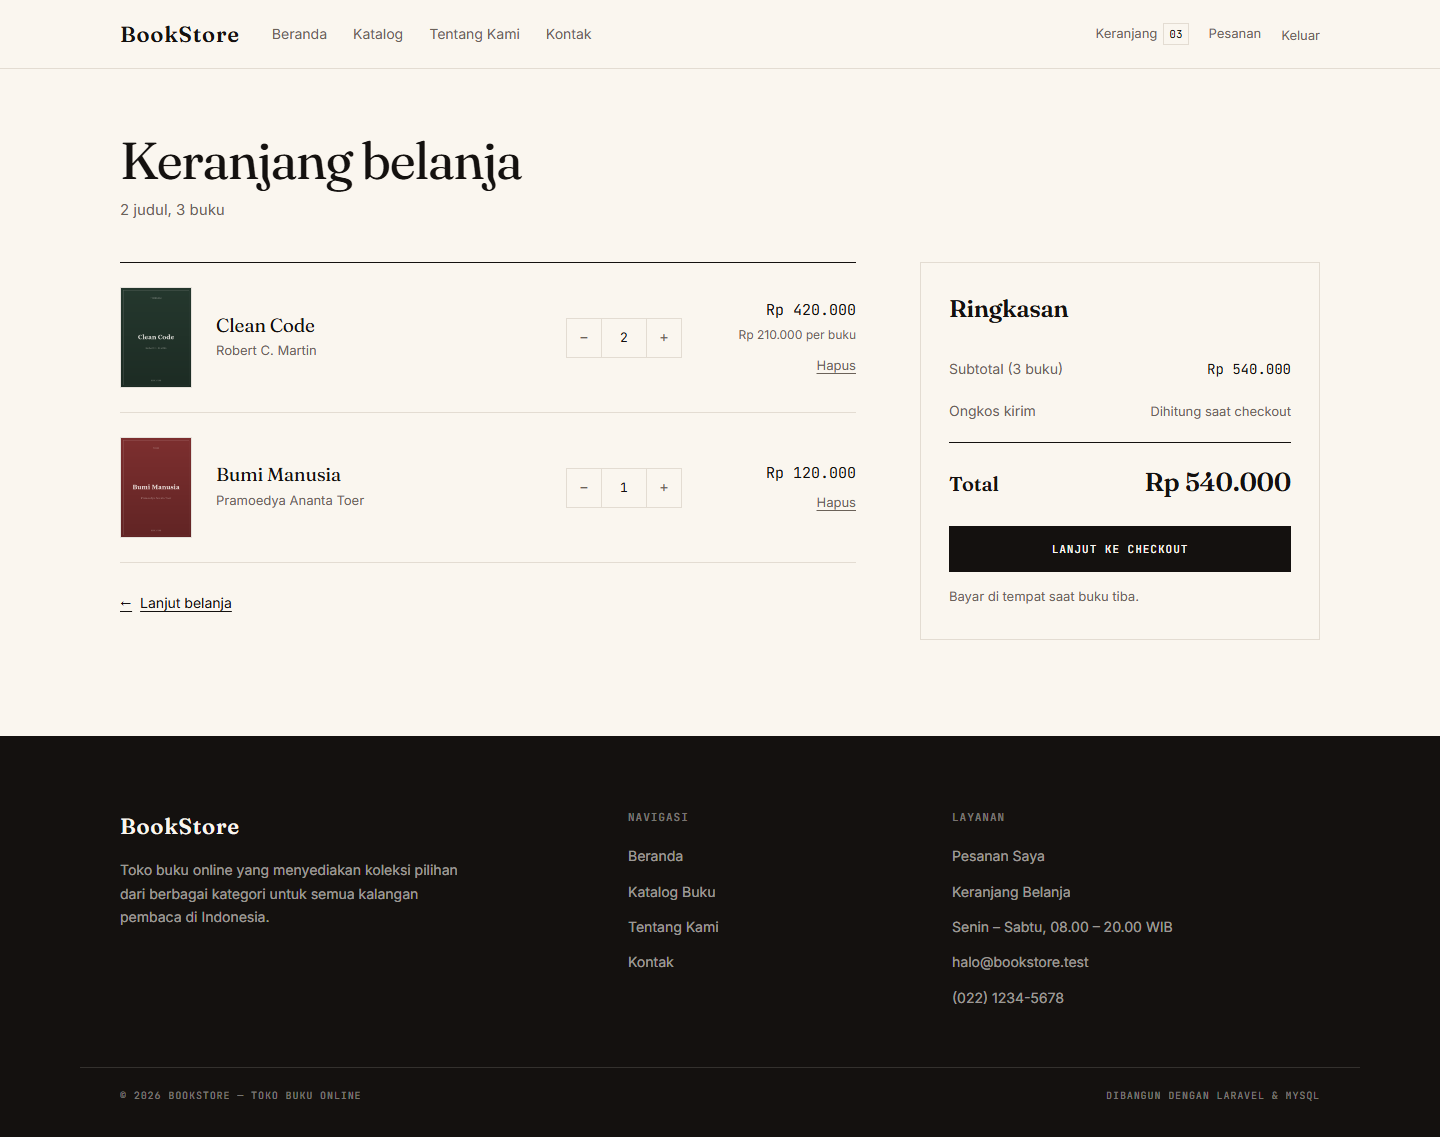 BookStore
Beranda
Katalog
Tentang Kami
Kontak
Keranjang 03
Pesanan
Keluar
Keranjang belanja
2 judul, 3 buku
Clean Code
Clean Code
Robert C. Martin
− 2 +
Rp 420.000
Rp 210.000 per buku
Hapus
Bumi Manusia
Bumi Manusia
Pramoedya Ananta Toer
− 1 +
Rp 120.000
Hapus
← Lanjut belanja
Ringkasan
Subtotal (3 buku) Rp 540.000
Ongkos kirim Dihitung saat checkout
Total Rp 540.000
LANJUT KE CHECKOUT
Bayar di tempat saat buku tiba.
BookStore
Toko buku online yang menyediakan koleksi pilihan
dari berbagai kategori untuk semua kalangan
pembaca di Indonesia.
NAVIGASI
Beranda
Katalog Buku
Tentang Kami
Kontak
LAYANAN
Pesanan Saya
Keranjang Belanja
Senin – Sabtu, 08.00 – 20.00 WIB
halo@bookstore.test
(022) 1234-5678
© 2026 BOOKSTORE — TOKO BUKU ONLINE
DIBANGUN DENGAN LARAVEL & MYSQL